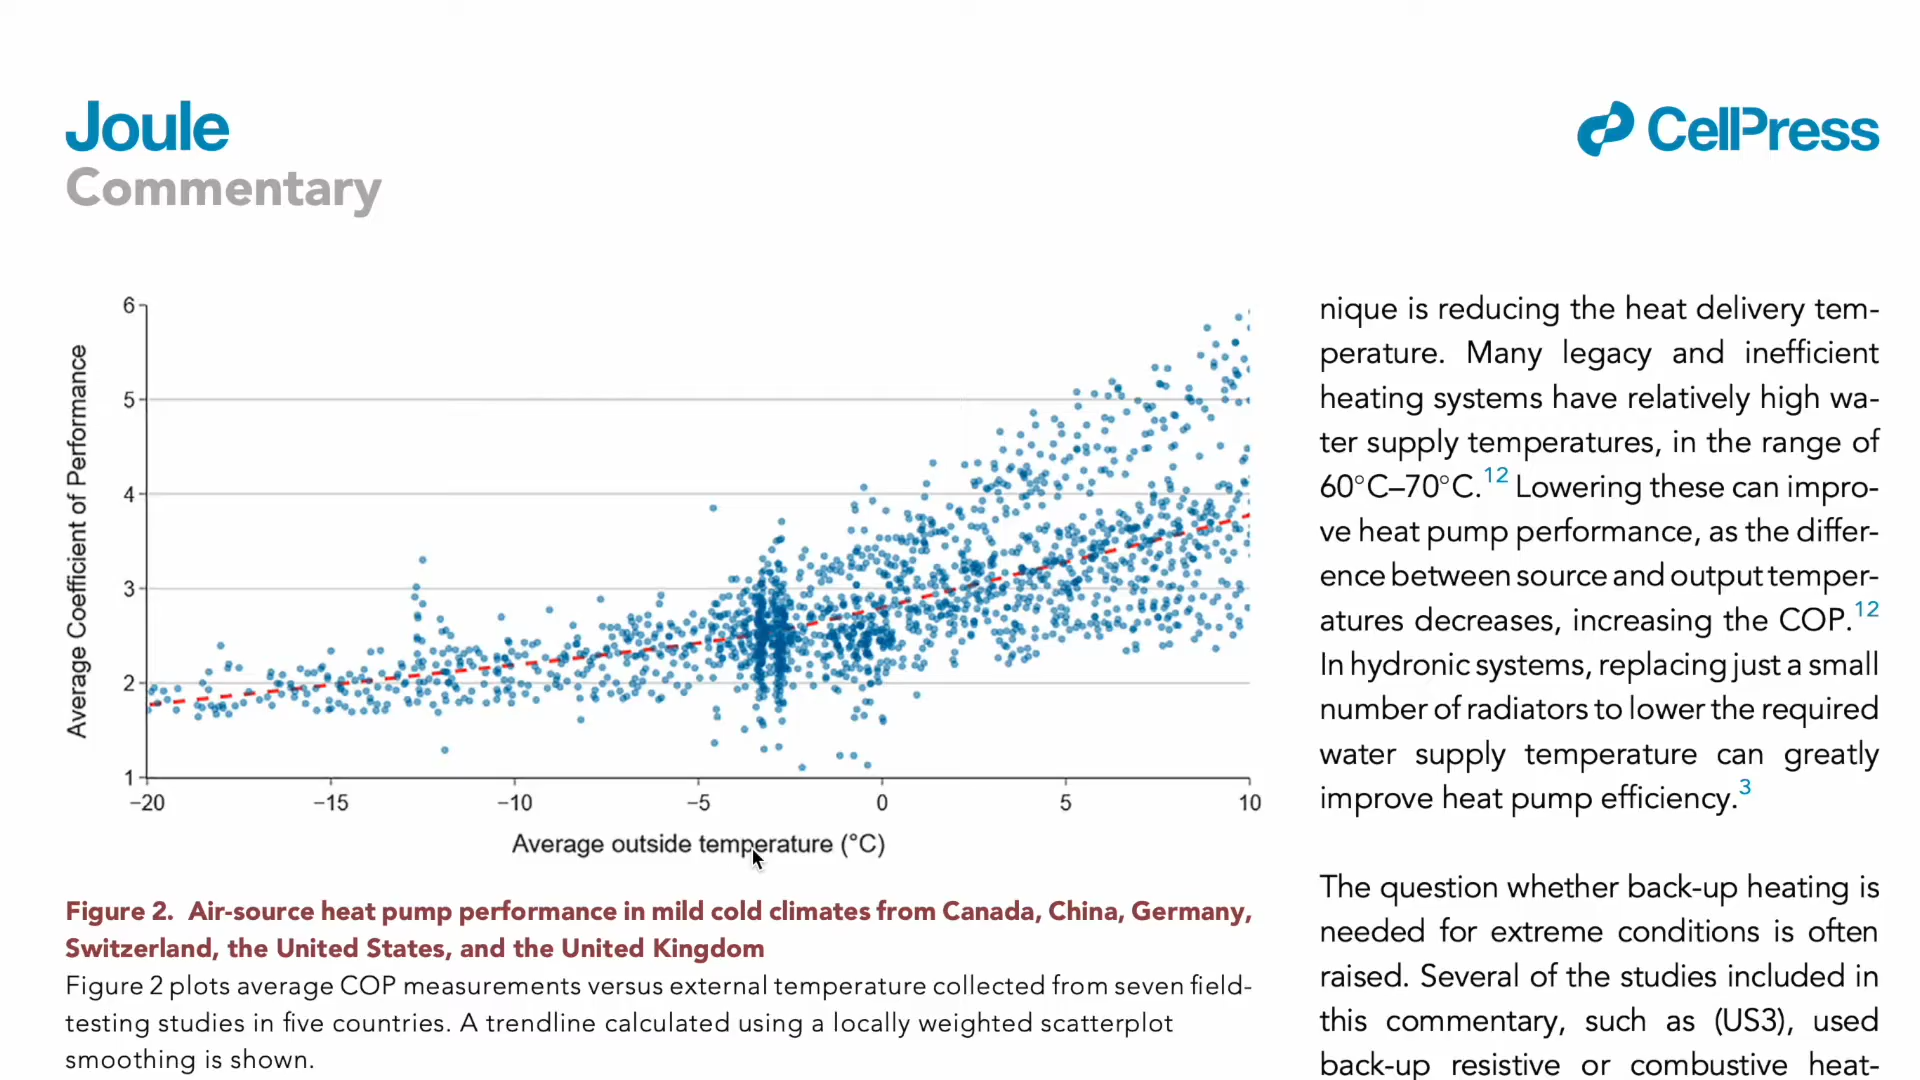 Joule
Commentary
CellPress
6
5
4
3
2
1
Average Coefficient of Performance
−20
−15
−10
−5
0
5
10
Average outside temperature (°C)
Figure 2. Air-source heat pump performance in mild cold climates from Canada, China, Germany,
Switzerland, the United States, and the United Kingdom
Figure 2 plots average COP measurements versus external temperature collected from seven field-
testing studies in five countries. A trendline calculated using a locally weighted scatterplot
smoothing is shown.
nique is reducing the heat delivery tem-
perature. Many legacy and inefficient
heating systems have relatively high wa-
ter supply temperatures, in the range of
60°C–70°C.12 Lowering these can impro-
ve heat pump performance, as the differ-
ence between source and output temper-
atures decreases, increasing the COP.12
In hydronic systems, replacing just a small
number of radiators to lower the required
water supply temperature can greatly
improve heat pump efficiency.3
The question whether back-up heating is
needed for extreme conditions is often
raised. Several of the studies included in
this commentary, such as (US3), used
back-up resistive or combustive heat-